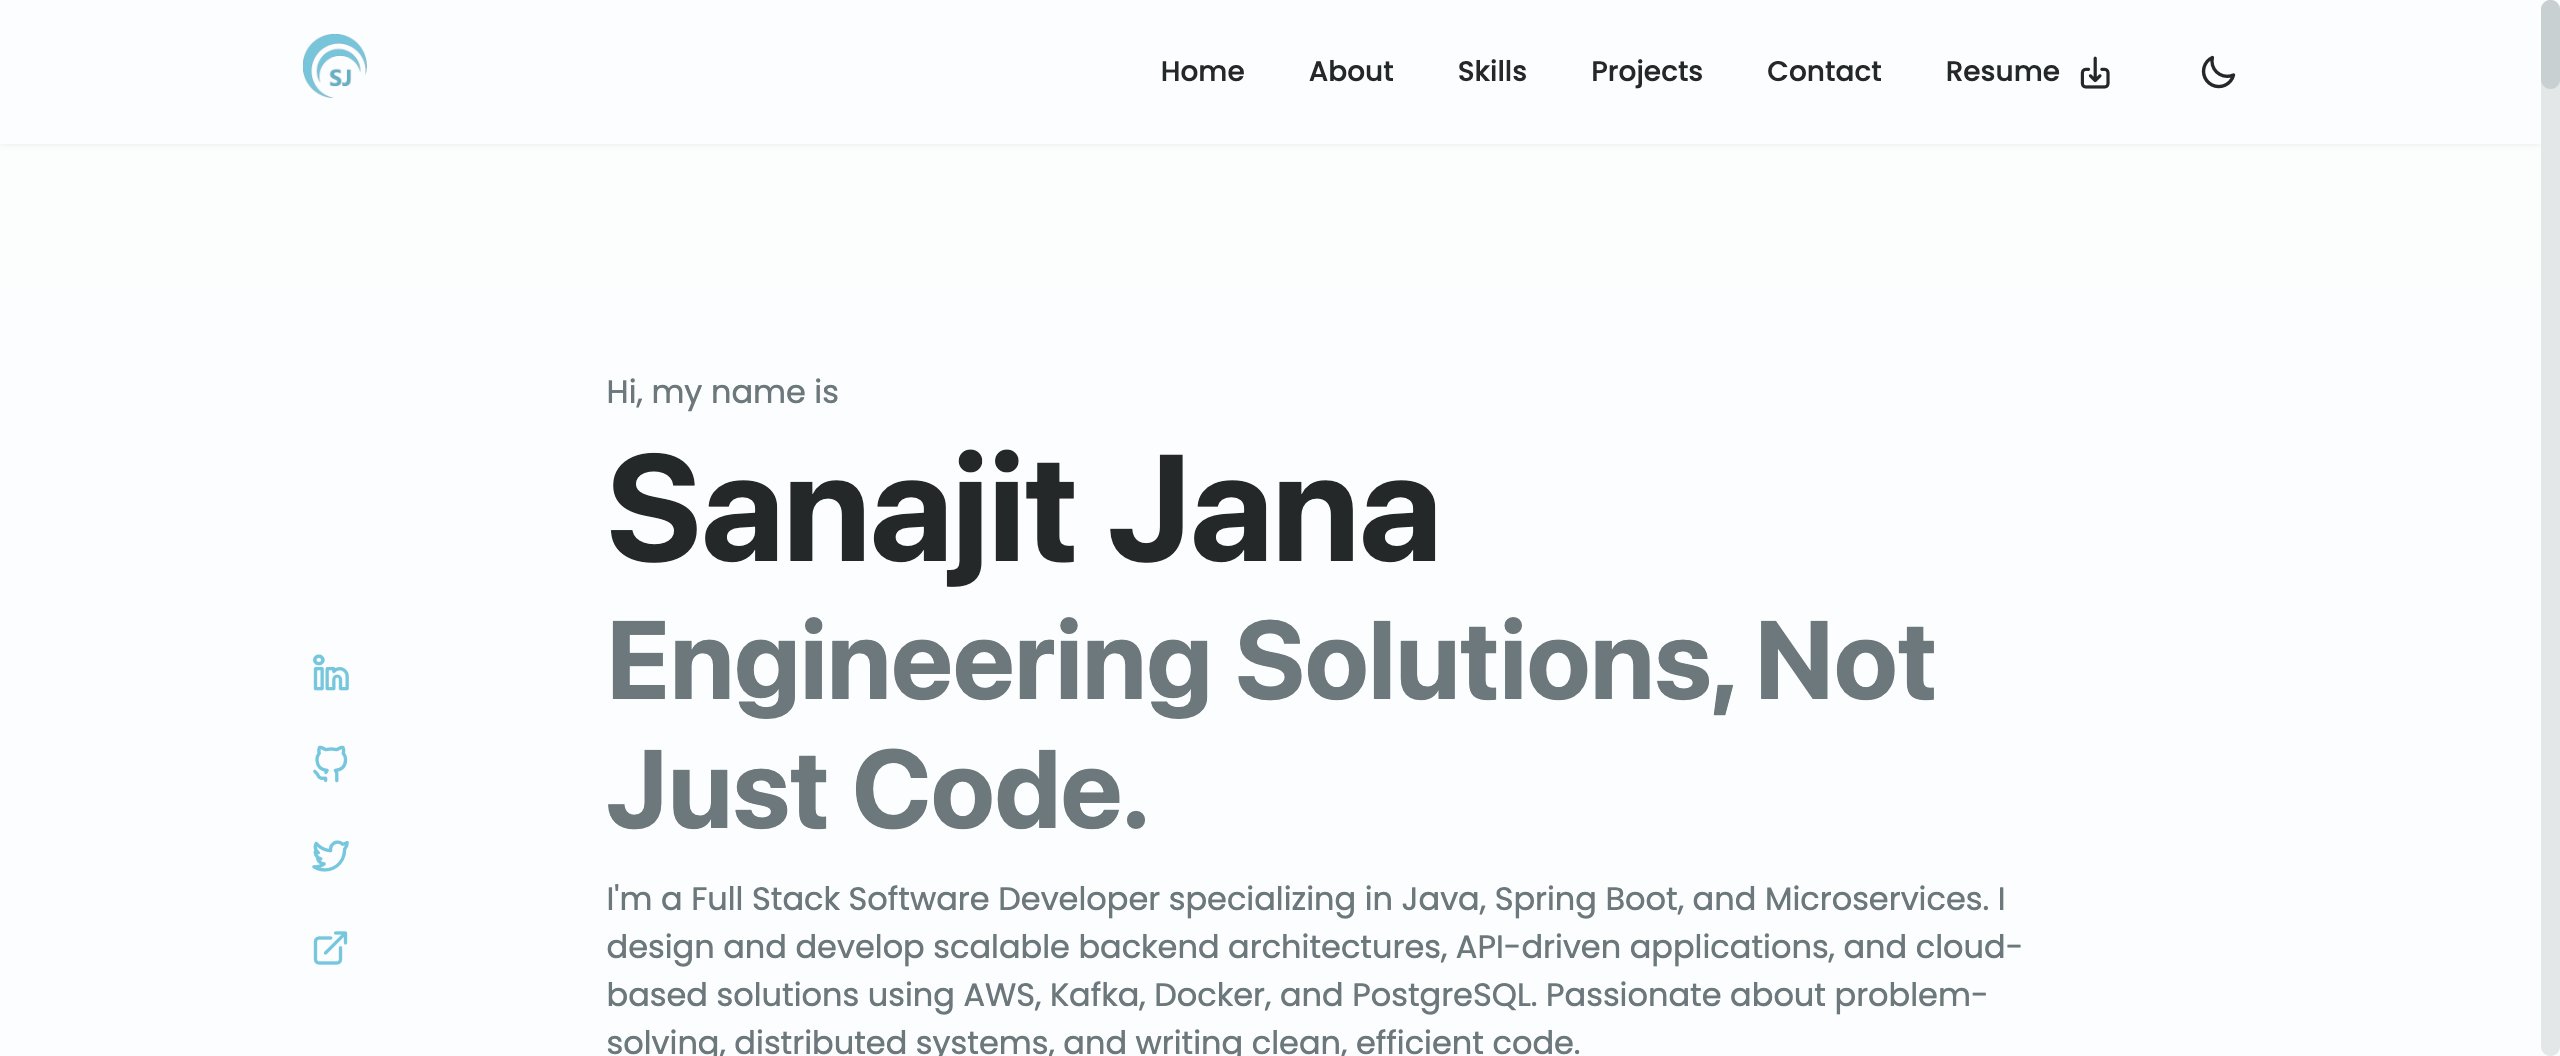 SJ
Home About Skills Projects Contact Resume
Hi, my name is
Sanajit Jana
Engineering Solutions, Not
Just Code.
I'm a Full Stack Software Developer specializing in Java, Spring Boot, and Microservices. I
design and develop scalable backend architectures, API-driven applications, and cloud-
based solutions using AWS, Kafka, Docker, and PostgreSQL. Passionate about problem-
solving, distributed systems, and writing clean, efficient code.